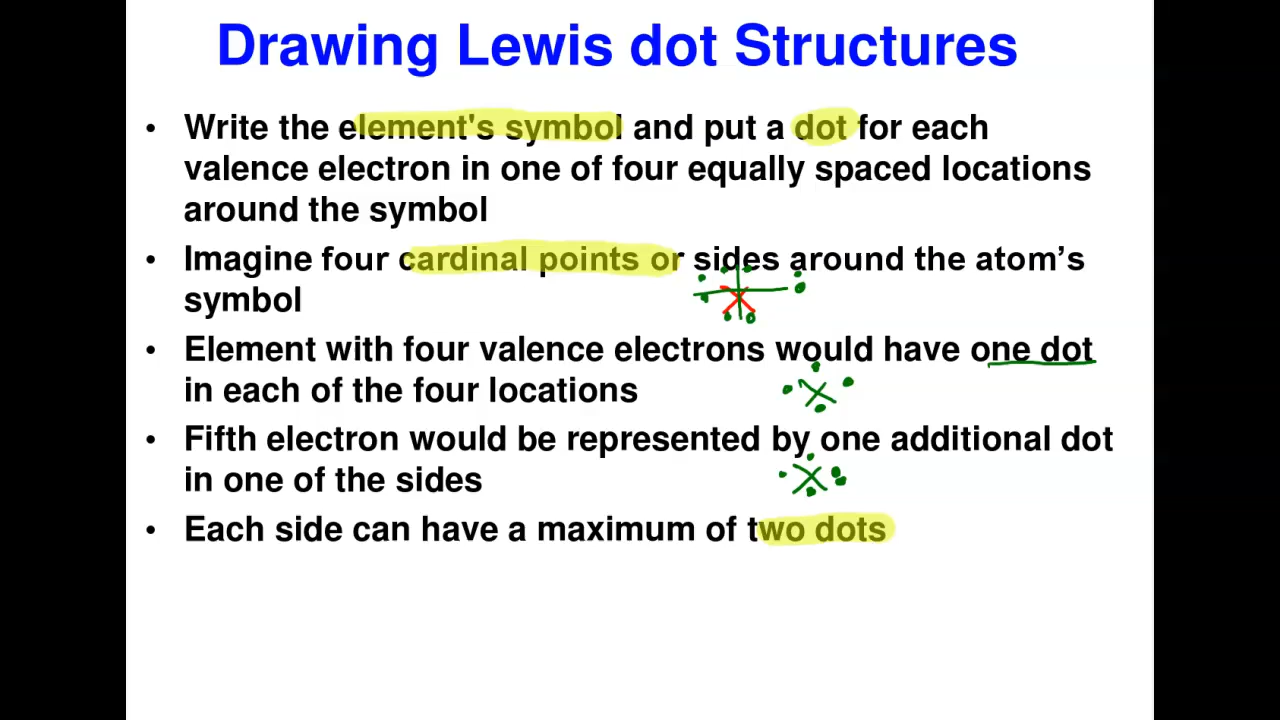 Drawing Lewis dot Structures
• Write the element's symbol and put a dot for each
valence electron in one of four equally spaced locations
around the symbol
• Imagine four cardinal points or sides around the atom’s
symbol
• Element with four valence electrons would have one dot
in each of the four locations
• Fifth electron would be represented by one additional dot
in one of the sides
• Each side can have a maximum of two dots